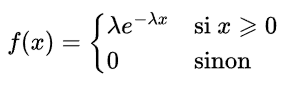 f(x) = { λe^{-λx} si x ⩾ 0
0 sinon